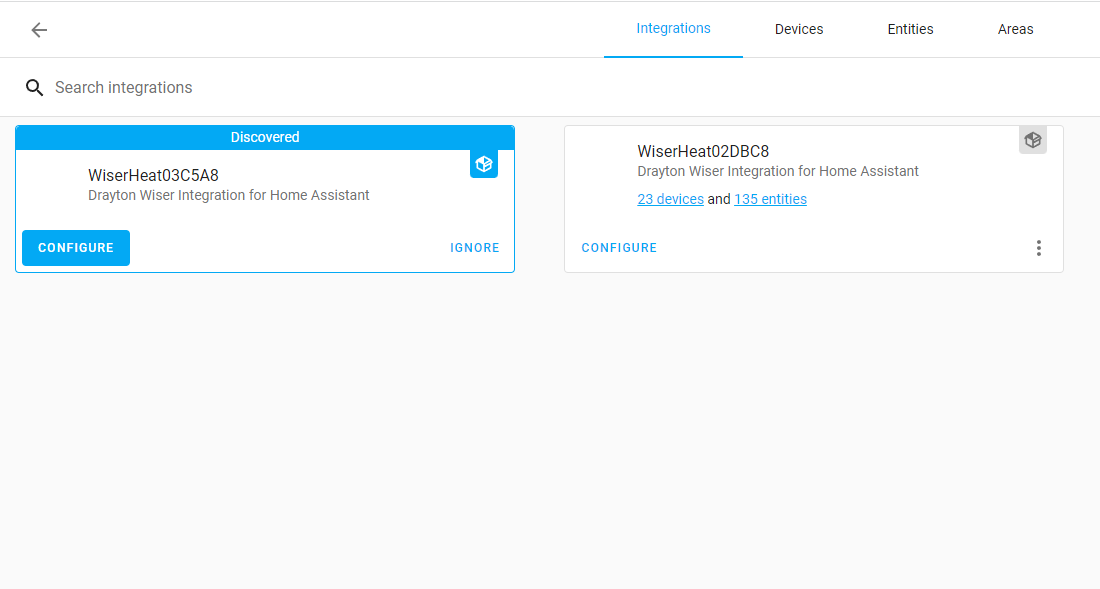 Integrations Devices Entities Areas
Search integrations
Discovered
WiserHeat03C5A8
Drayton Wiser Integration for Home Assistant
CONFIGURE IGNORE
WiserHeat02DBC8
Drayton Wiser Integration for Home Assistant
23 devices and 135 entities
CONFIGURE